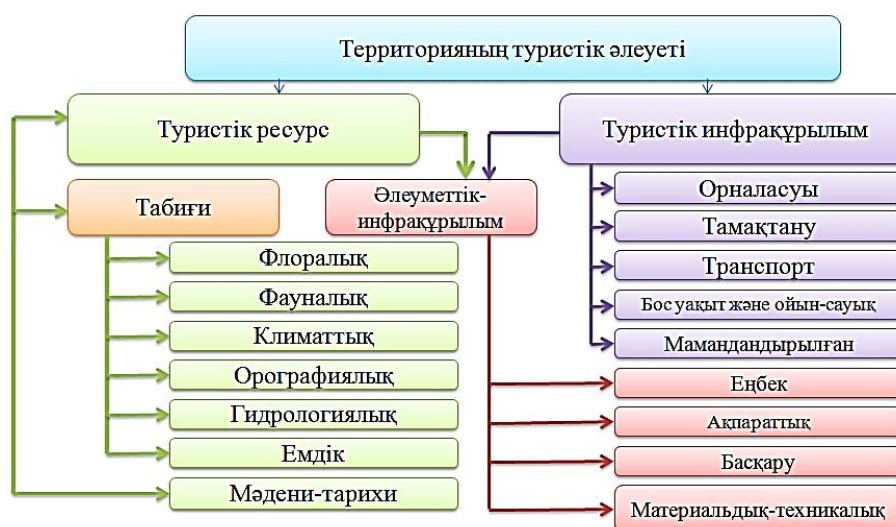 Территорияның туристік әлеуеті
Туристік ресурс
Туристік инфрақұрылым
Табиғи
Әлеуметтік-
инфрақұрылым
Флоралық
Фауналық
Климаттық
Орографиялық
Гидрологиялық
Емдік
Мәдени-тарихи
Орналасуы
Тамақтану
Транспорт
Бос уақыт және ойын-сауық
Мамандандырылған
Еңбек
Ақпараттық
Басқару
Материальдық-техникалық